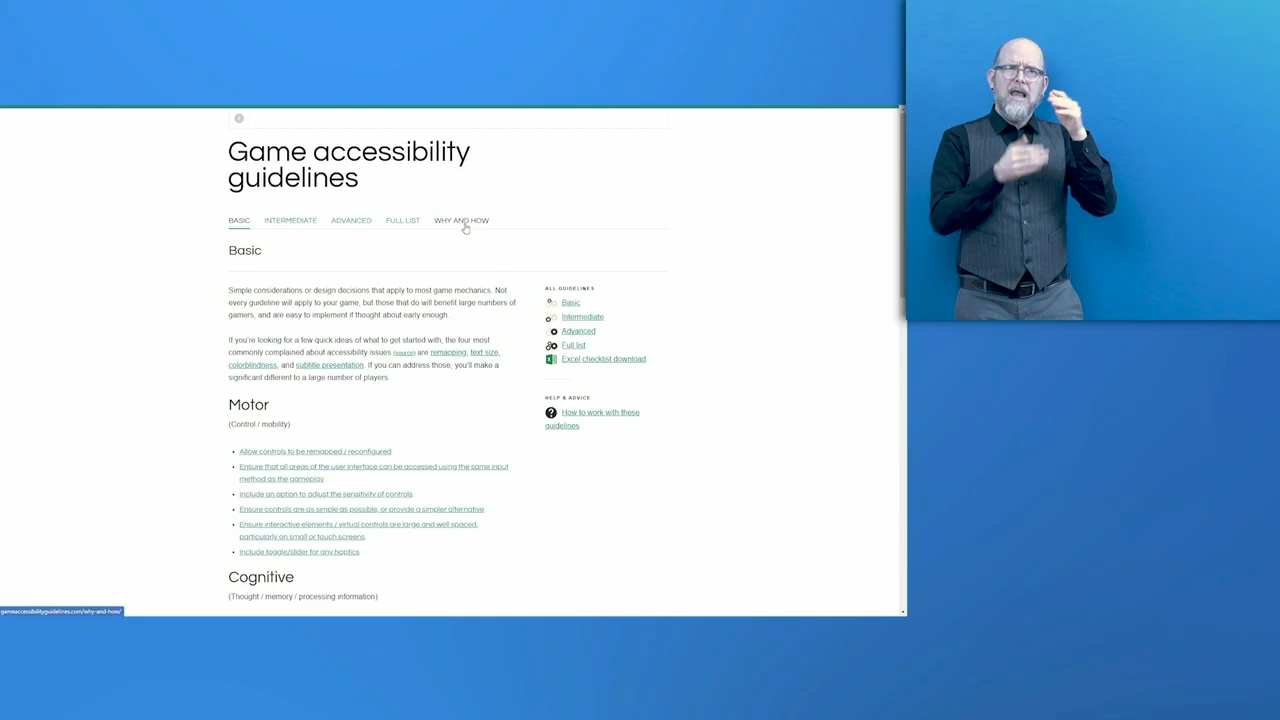 Game accessibility
guidelines
BASIC INTERMEDIATE ADVANCED FULL LIST WHY AND HOW
Basic
Simple considerations or design decisions that apply to most game mechanics. Not
every guideline will apply to your game, but those that do will benefit large numbers of
gamers, and are easy to implement if thought about early enough.
If you're looking for a few quick ideas of what to get started with, the four most
commonly complained about accessibility issues (source) are remapping, text size,
colorblindness, and subtitle presentation. If you can address those, you'll make a
significant different to a large number of players.
Motor
(Control / mobility)
Allow controls to be remapped / reconfigured
Ensure that all areas of the user interface can be accessed using the same input
method as the gameplay
Include an option to adjust the sensitivity of controls
Ensure controls are as simple as possible, or provide a simpler alternative
Ensure interactive elements / virtual controls are large and well spaced,
particularly on small or touch screens
Include toggle/slider for any haptics
Cognitive
(Thought / memory / processing information)
ALL GUIDELINES
Basic
Intermediate
Advanced
Full list
Excel checklist download
HELP & ADVICE
How to work with these
guidelines
gameaccessibilityguidelines.com/why-and-how/